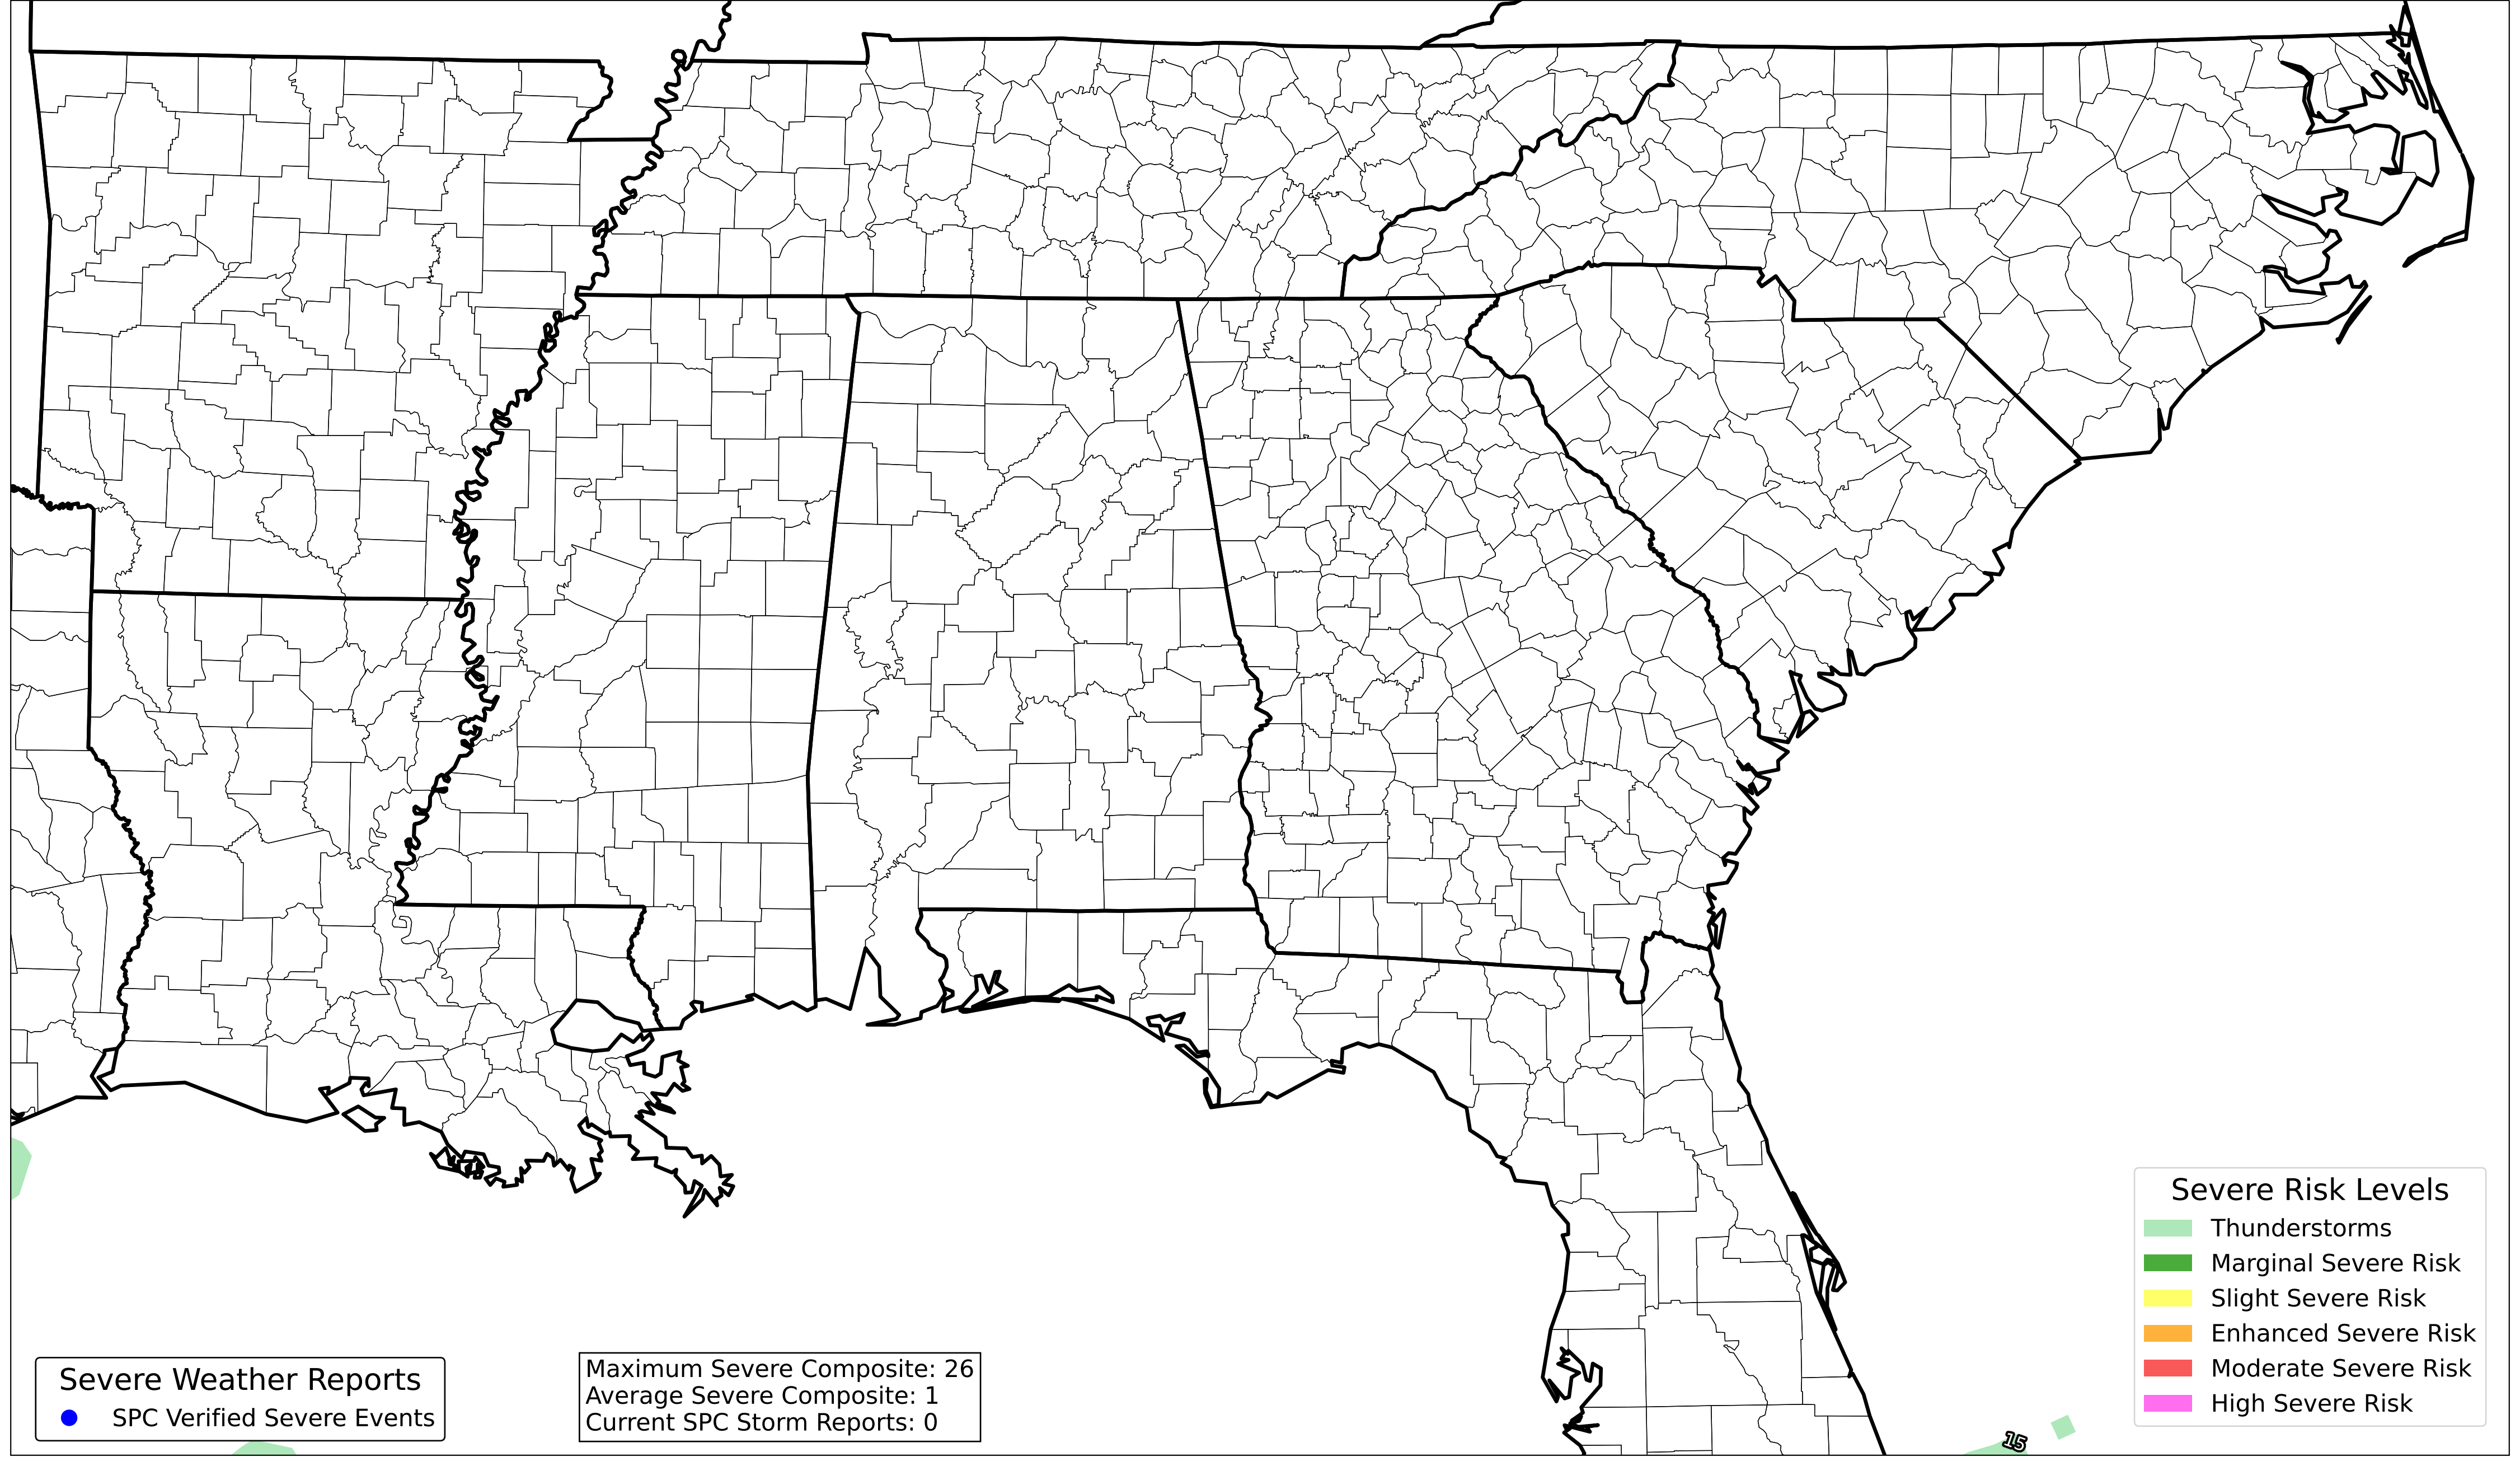 Severe Risk Levels
Thunderstorms
Marginal Severe Risk
Slight Severe Risk
Enhanced Severe Risk
Moderate Severe Risk
High Severe Risk
Severe Weather Reports
SPC Verified Severe Events
Maximum Severe Composite: 26
Average Severe Composite: 1
Current SPC Storm Reports: 0
15